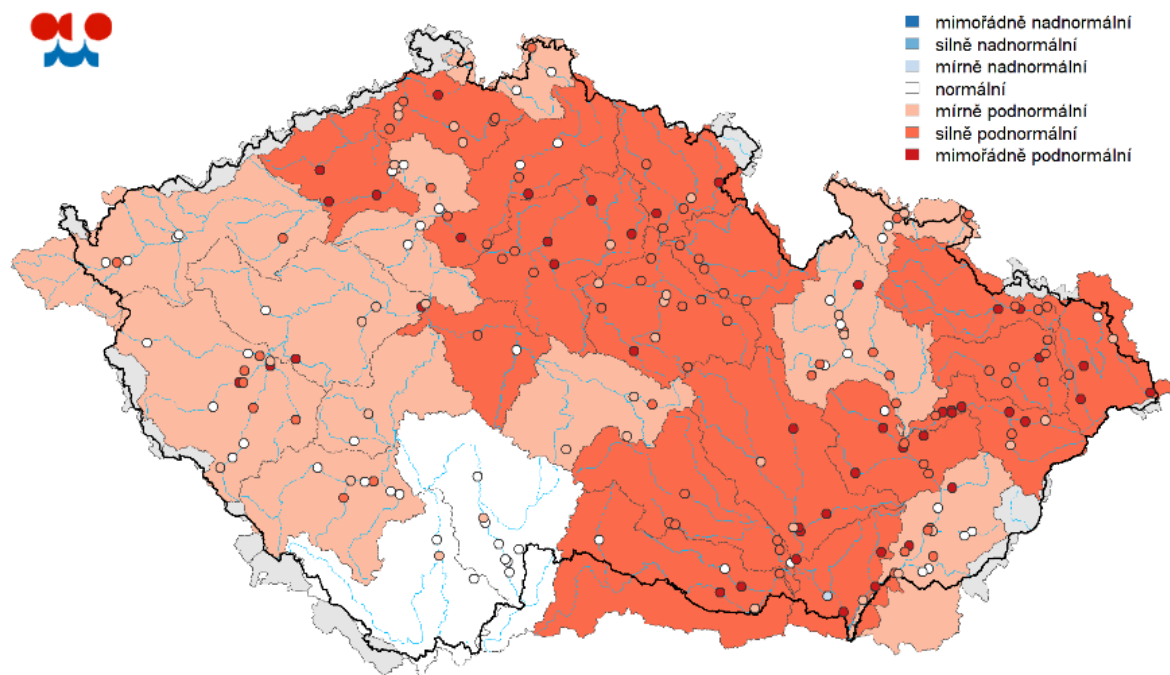 mimořádně nadnormální
silně nadnormální
mírně nadnormální
normální
mírně podnormální
silně podnormální
mimořádně podnormální